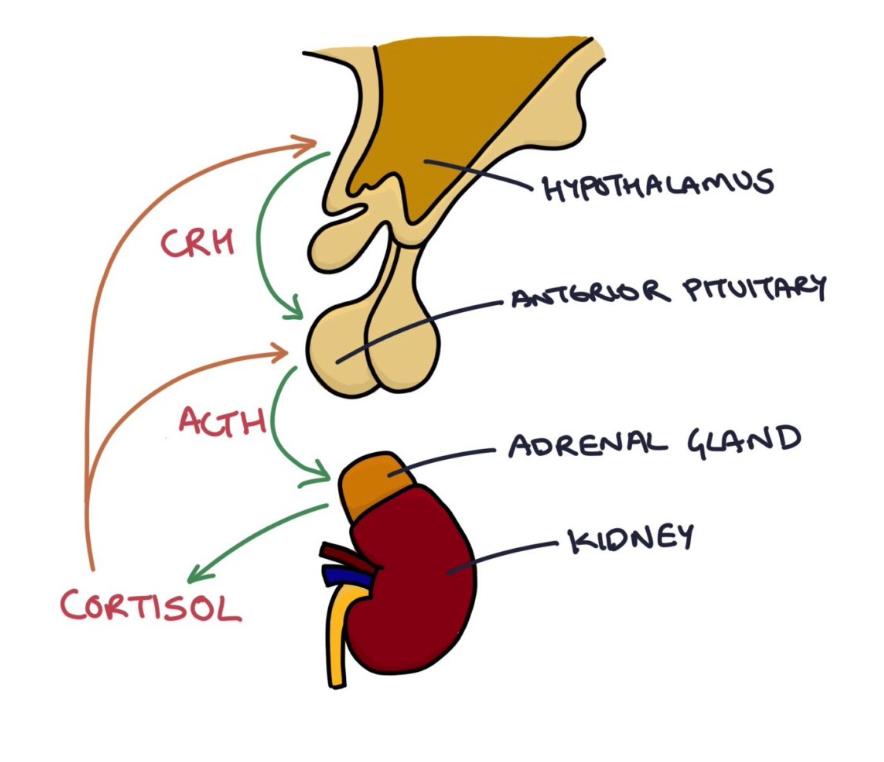 HYPOTHALAMUS
CRH
ANTERIOR PITUITARY
ACTH
ADRENAL GLAND
KIDNEY
CORTISOL